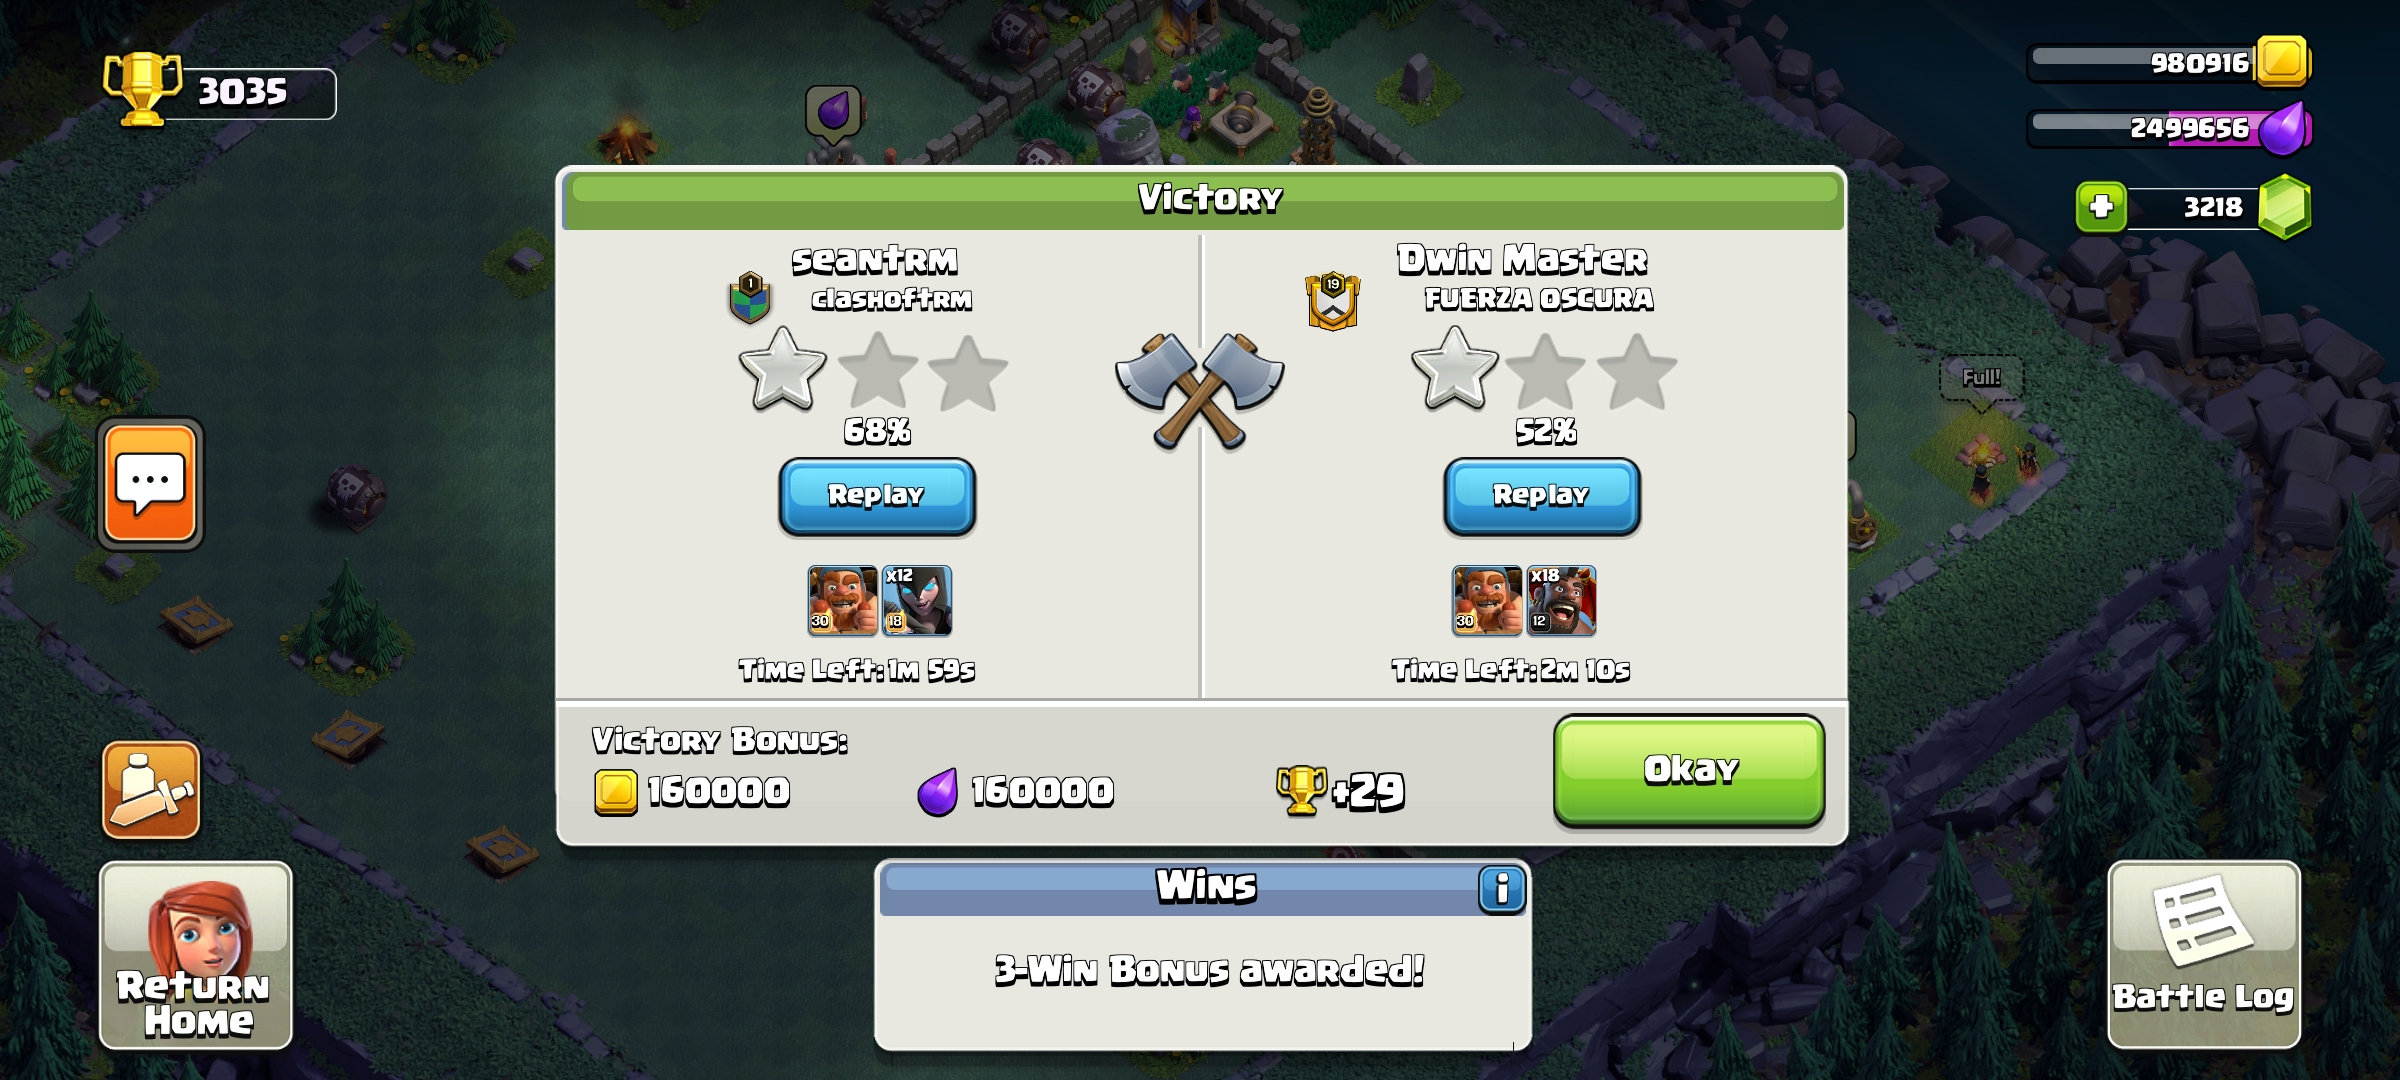 3035
980916
2499656
3218
Victory
seantrm
clashoftrm
1
68%
Replay
30
x12
18
Time Left:1m 59s
Dwin Master
FUERZA OSCURA
19
52%
Replay
30
x18
12
Time Left:2m 10s
Full!
Victory Bonus:
160000
160000
+29
Okay
Wins
i
3-Win Bonus awarded!
Return
Home
Battle Log